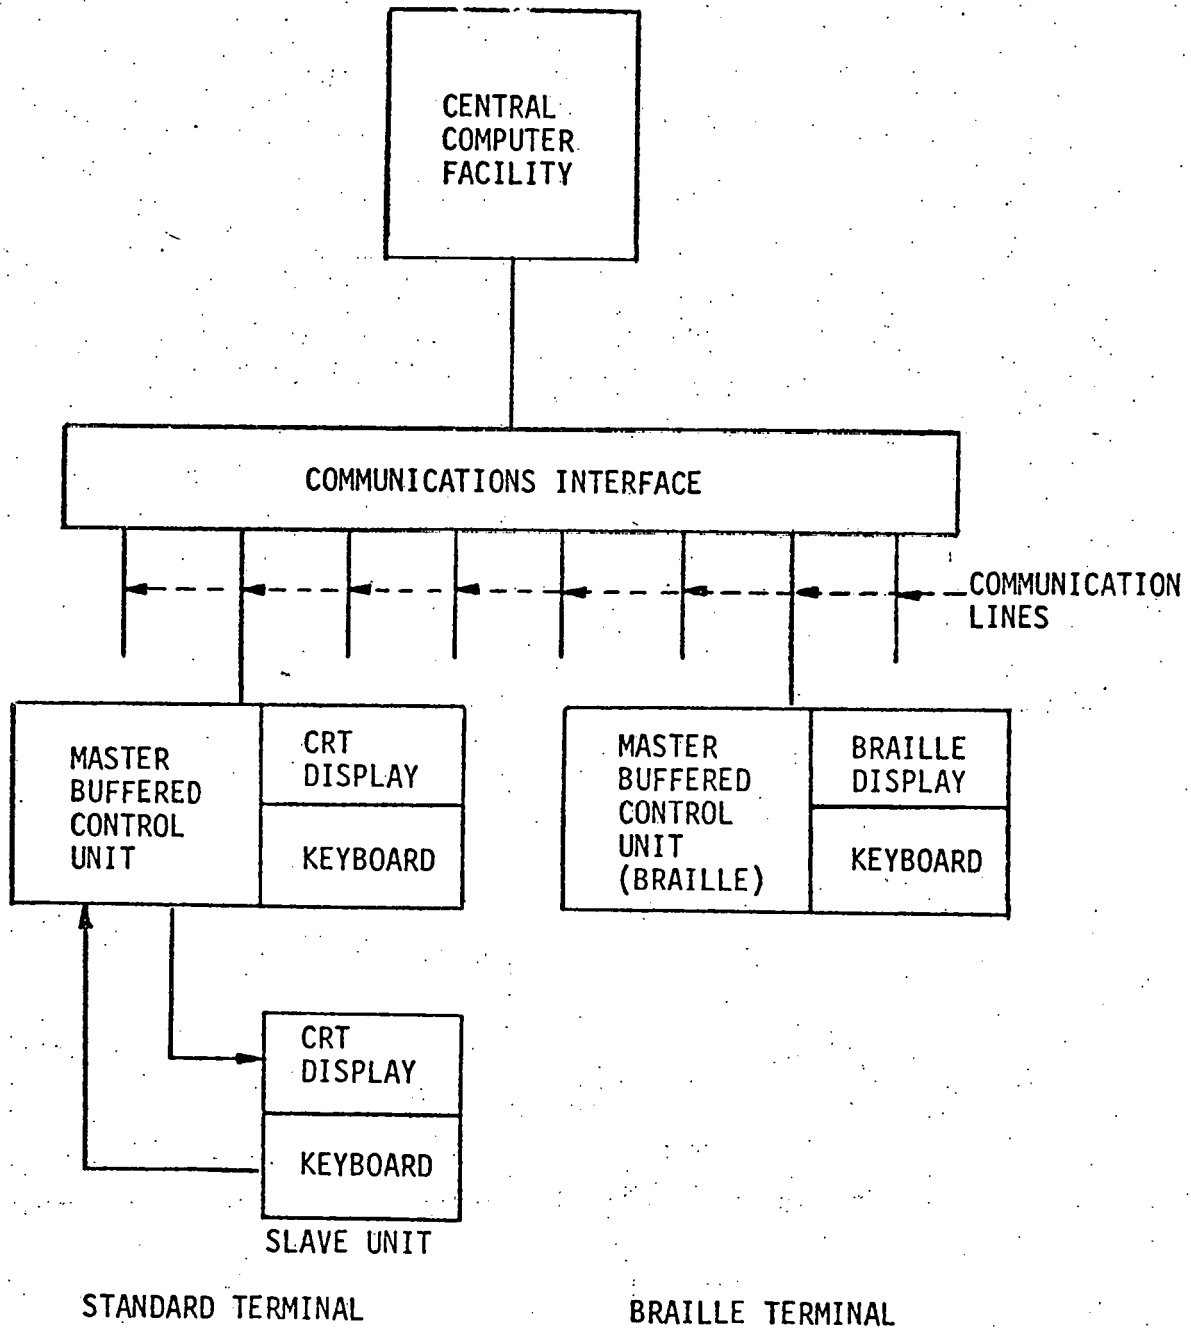 CENTRAL
COMPUTER
FACILITY
COMMUNICATIONS INTERFACE
COMMUNICATION
LINES
MASTER
BUFFERED
CONTROL
UNIT
CRT
DISPLAY
KEYBOARD
MASTER
BUFFERED
CONTROL
UNIT
(BRAILLE)
BRAILLE
DISPLAY
KEYBOARD
CRT
DISPLAY
KEYBOARD
SLAVE UNIT
STANDARD TERMINAL
BRAILLE TERMINAL